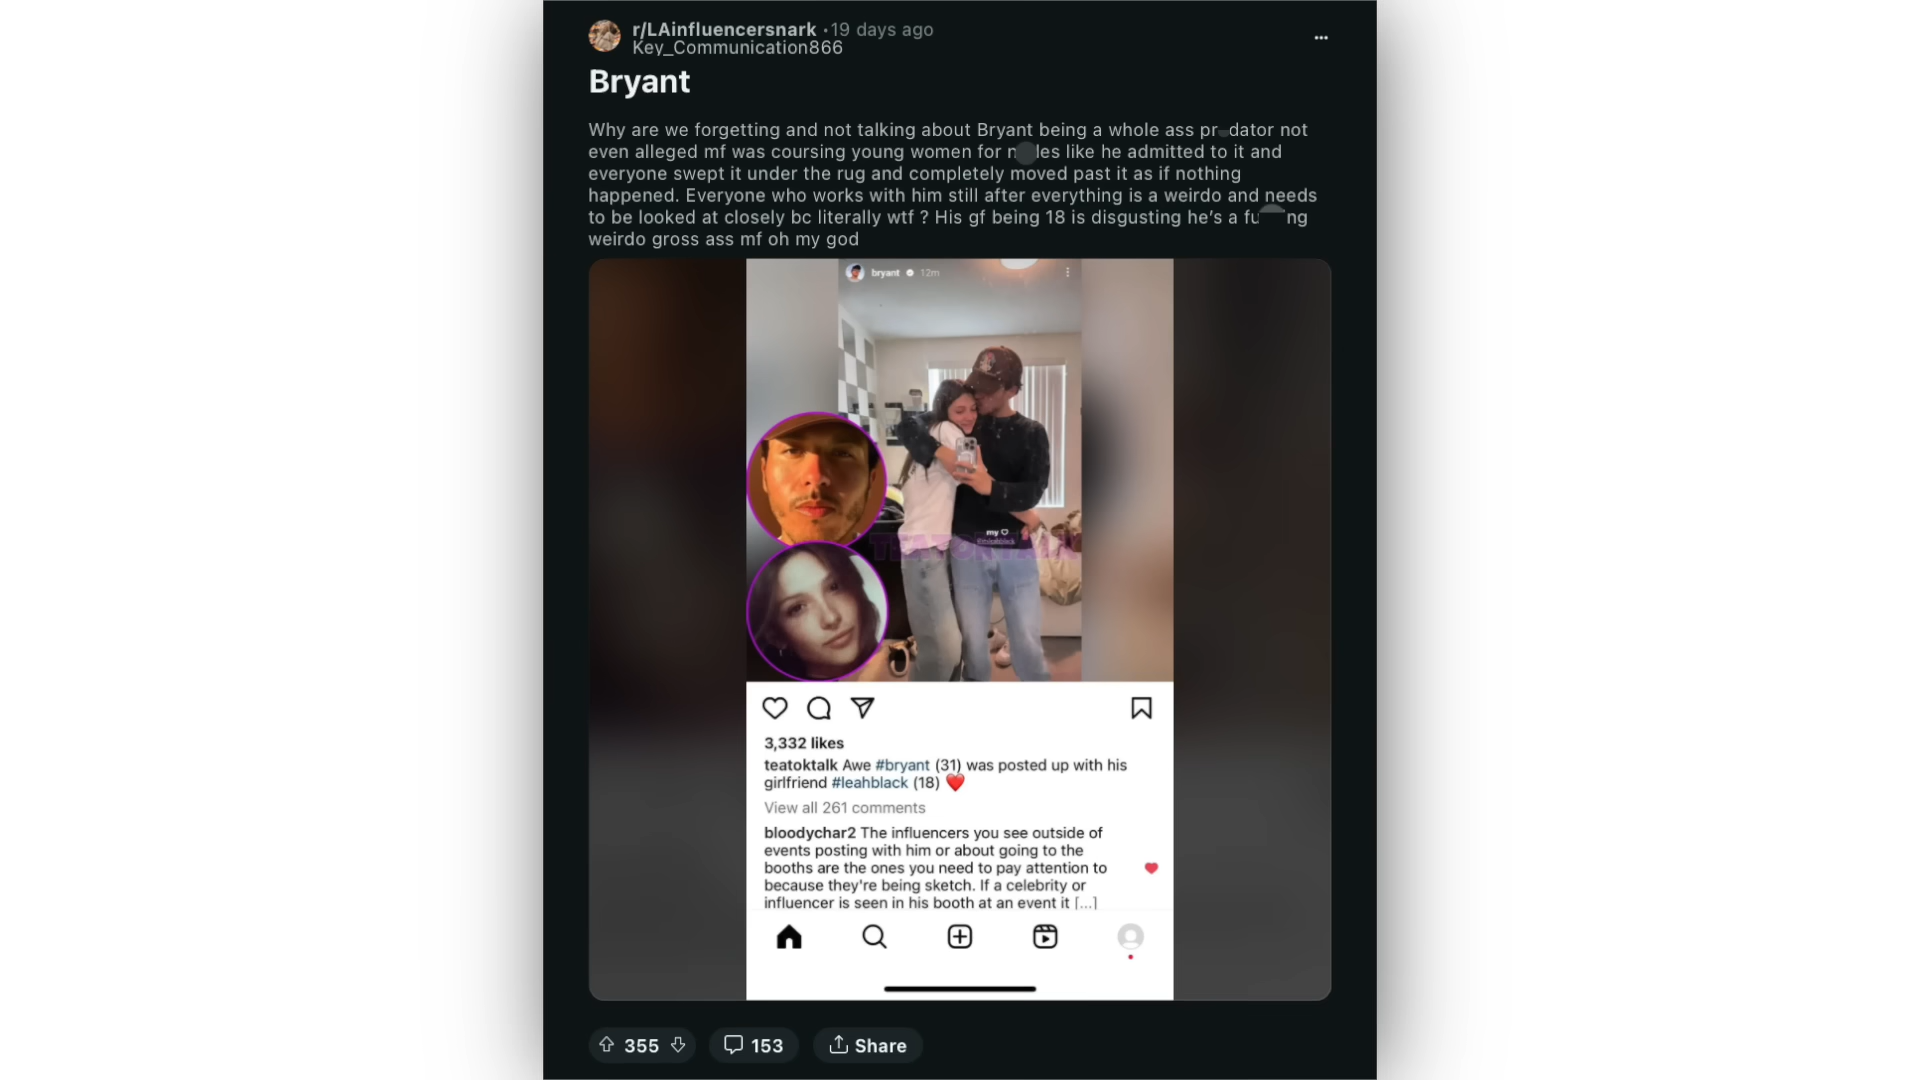 r/LAinfluencersnark •19 days ago
Key_Communication866
Bryant
Why are we forgetting and not talking about Bryant being a whole ass pr dator not
even alleged mf was coursing young women for n des like he admitted to it and
everyone swept it under the rug and completely moved past it as if nothing
happened. Everyone who works with him still after everything is a weirdo and needs
to be looked at closely bc literally wtf ? His gf being 18 is disgusting he's a fu ng
weirdo gross ass mf oh my god
bryant 12m
my ♡
TEATOKTALK
3,332 likes
teatoktalk Awe #bryant (31) was posted up with his
girlfriend #leahblack (18) ❤️
View all 261 comments
bloodychar2 The influencers you see outside of
events posting with him or about going to the
booths are the ones you need to pay attention to
because they're being sketch. If a celebrity or
influencer is seen in his booth at an event it [...]
355
153
Share